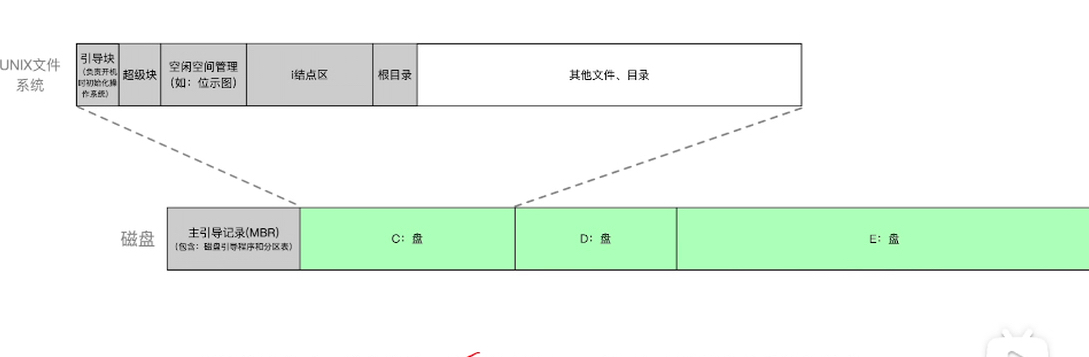 UNIX文件
系统
引导块
（负责开机
时初始化操
作系统）
超级块
空闲空间管理
（如：位示图）
i结点区
根目录
其他文件、目录
磁盘
主引导记录(MBR)
（包含：磁盘引导程序和分区表）
C：盘
D：盘
E：盘